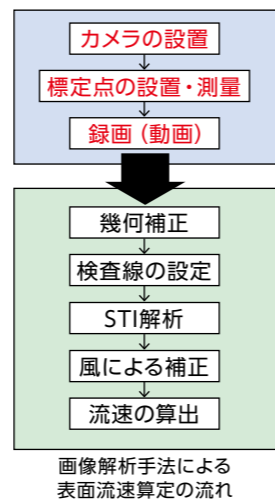 カメラの設置
標定点の設置・測量
録画（動画）
幾何補正
検査線の設定
STI解析
風による補正
流速の算出
画像解析手法による
表面流速算定の流れ